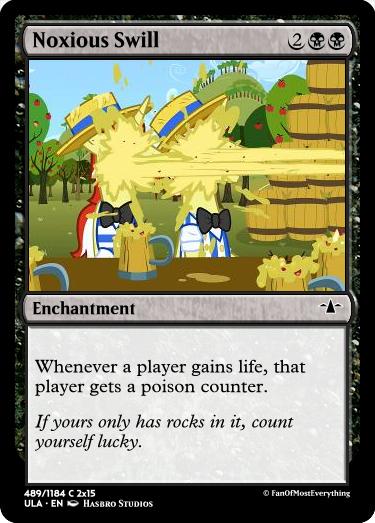 Noxious Swill 2
Enchantment
Whenever a player gains life, that
player gets a poison counter.
If yours only has rocks in it, count
yourself lucky.
489/1184 C 2x15
ULA • EN HASBRO STUDIOS
© FanOfMostEverything